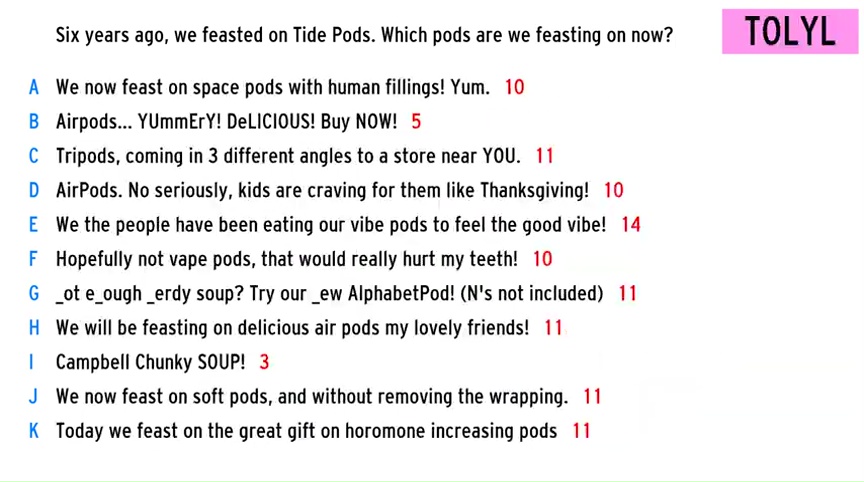 Six years ago, we feasted on Tide Pods. Which pods are we feasting on now?
TOLYL
A We now feast on space pods with human fillings! Yum. 10
B Airpods... YUmmErY! DeLICIOUS! Buy NOW! 5
C Tripods, coming in 3 different angles to a store near YOU. 11
D AirPods. No seriously, kids are craving for them like Thanksgiving! 10
E We the people have been eating our vibe pods to feel the good vibe! 14
F Hopefully not vape pods, that would really hurt my teeth! 10
G _ot e_ough _erdy soup? Try our _ew AlphabetPod! (N's not included) 11
H We will be feasting on delicious air pods my lovely friends! 11
I Campbell Chunky SOUP! 3
J We now feast on soft pods, and without removing the wrapping. 11
K Today we feast on the great gift on horomone increasing pods 11